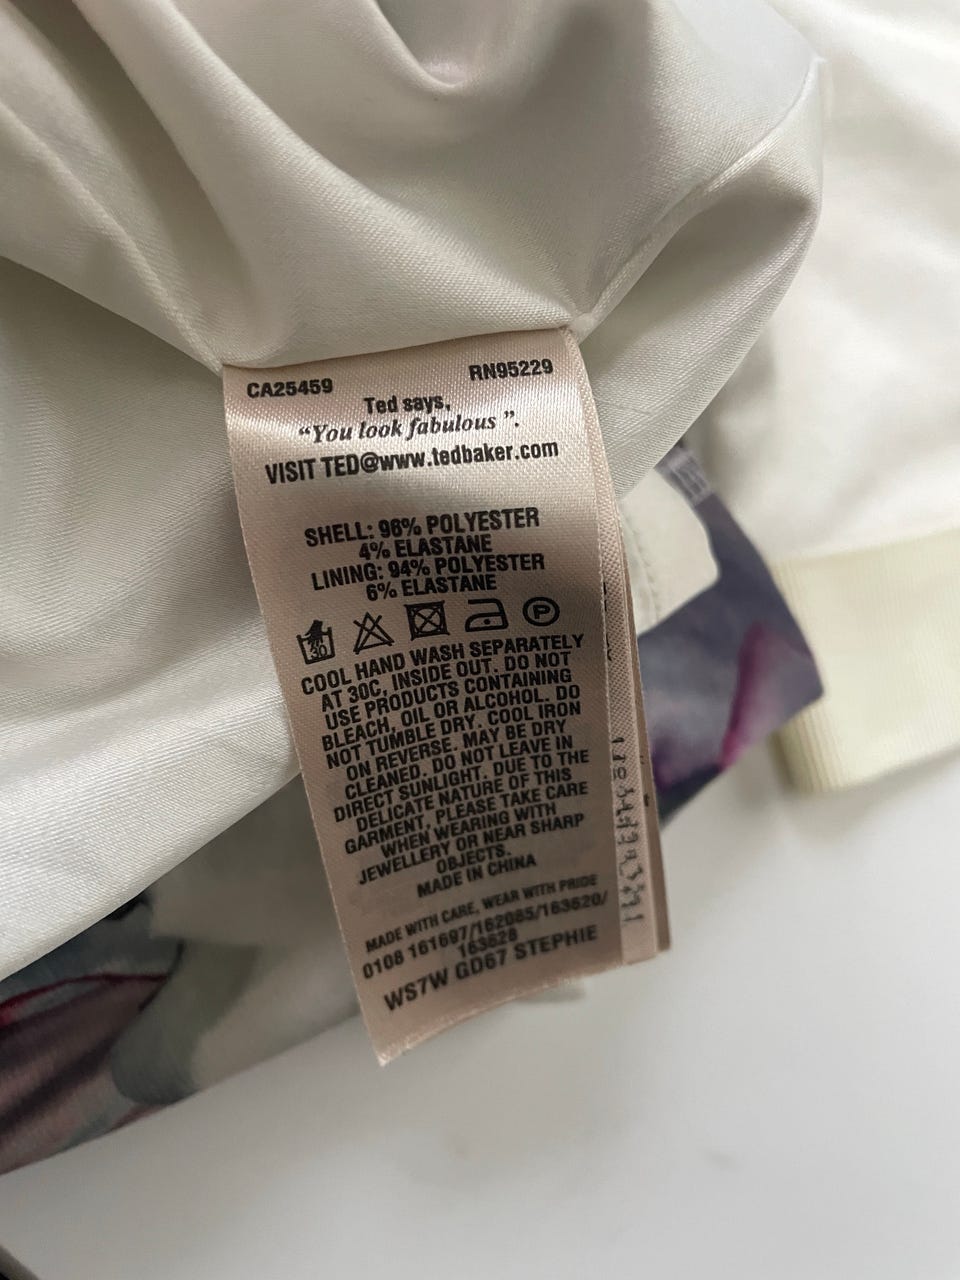 CA25459 RN95229
Ted says,
“You look fabulous ”.
VISIT TED@www.tedbaker.com
SHELL: 96% POLYESTER
4% ELASTANE
LINING: 94% POLYESTER
6% ELASTANE
30 P
COOL HAND WASH SEPARATELY
AT 30C, INSIDE OUT. DO NOT
USE PRODUCTS CONTAINING
BLEACH, OIL OR ALCOHOL. DO
NOT TUMBLE DRY. COOL IRON
ON REVERSE. MAY BE DRY
CLEANED. DO NOT LEAVE IN
DIRECT SUNLIGHT. DUE TO THE
DELICATE NATURE OF THIS
GARMENT, PLEASE TAKE CARE
WHEN WEARING WITH
JEWELLERY OR NEAR SHARP
OBJECTS.
MADE IN CHINA
MADE WITH CARE, WEAR WITH PRIDE
0108 161697/162085/163620/
163628
WS7W GD67 STEPHIE